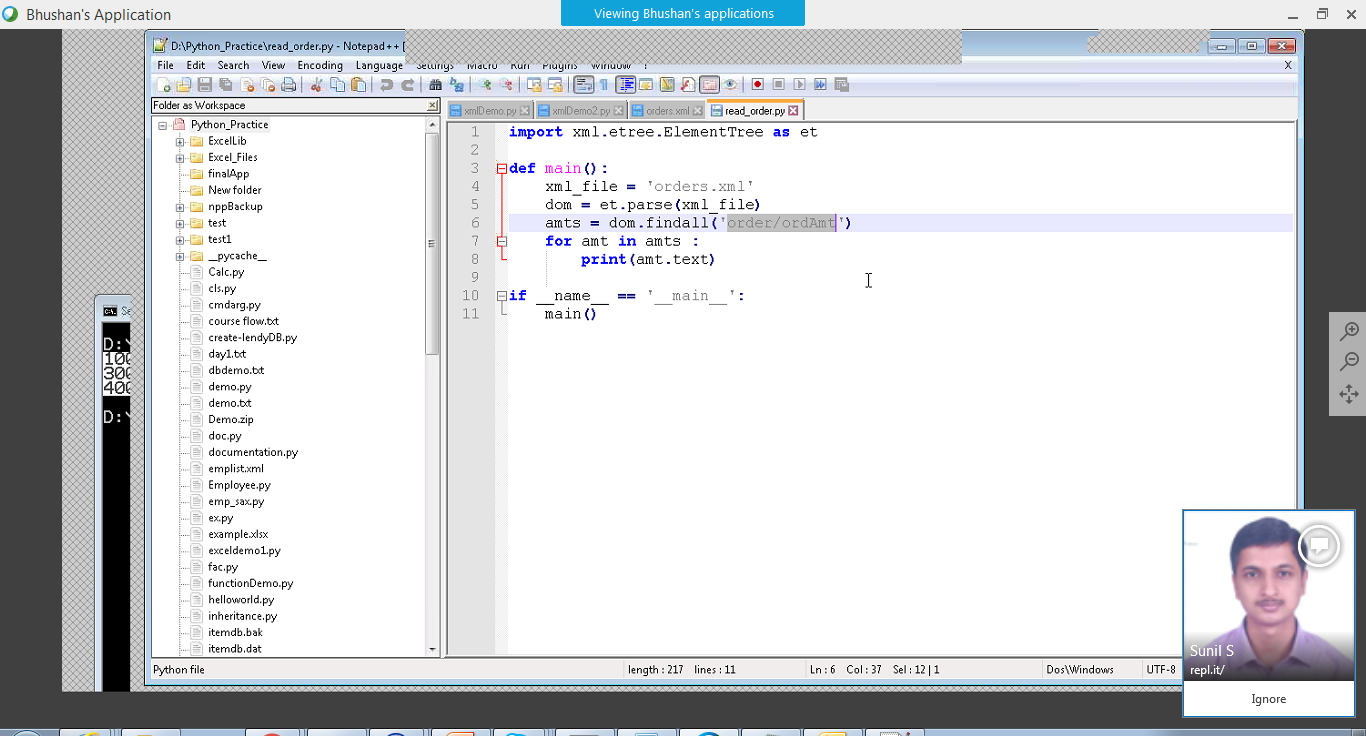 Bhushan's Application
Viewing Bhushan's applications
D:\Python_Practice\read_order.py - Notepad++ [
File Edit Search View Encoding Language Settings Macro Run Plugins Window ?
X
Folder as Workspace
xmlDemo.py xmlDemo2.py orders.xml read_order.py
Python_Practice
ExcelLib
Excel_Files
finalApp
New folder
nppBackup
test
test1
__pycache__
Calc.py
cls.py
cmdarg.py
course flow.txt
create-lendyDB.py
day1.txt
dbdemo.txt
demo.py
demo.txt
Demo.zip
doc.py
documentation.py
emplist.xml
Employee.py
emp_sax.py
ex.py
example.xlsx
exceldemo1.py
fac.py
functionDemo.py
helloworld.py
inheritance.py
itemdb.bak
itemdb.dat
1 import xml.etree.ElementTree as et
2
3 def main():
4 xml_file = 'orders.xml'
5 dom = et.parse(xml_file)
6 amts = dom.findall('order/ordAmt')
7 for amt in amts :
8 print(amt.text)
9
10 if __name__ == '__main__':
11 main()
D:\
100
300
400
D:\
Sunil S
repl.it/
Ignore
Python file
length : 217 lines : 11
Ln : 6 Col : 37 Sel : 12 | 1
Dos\Windows
UTF-8